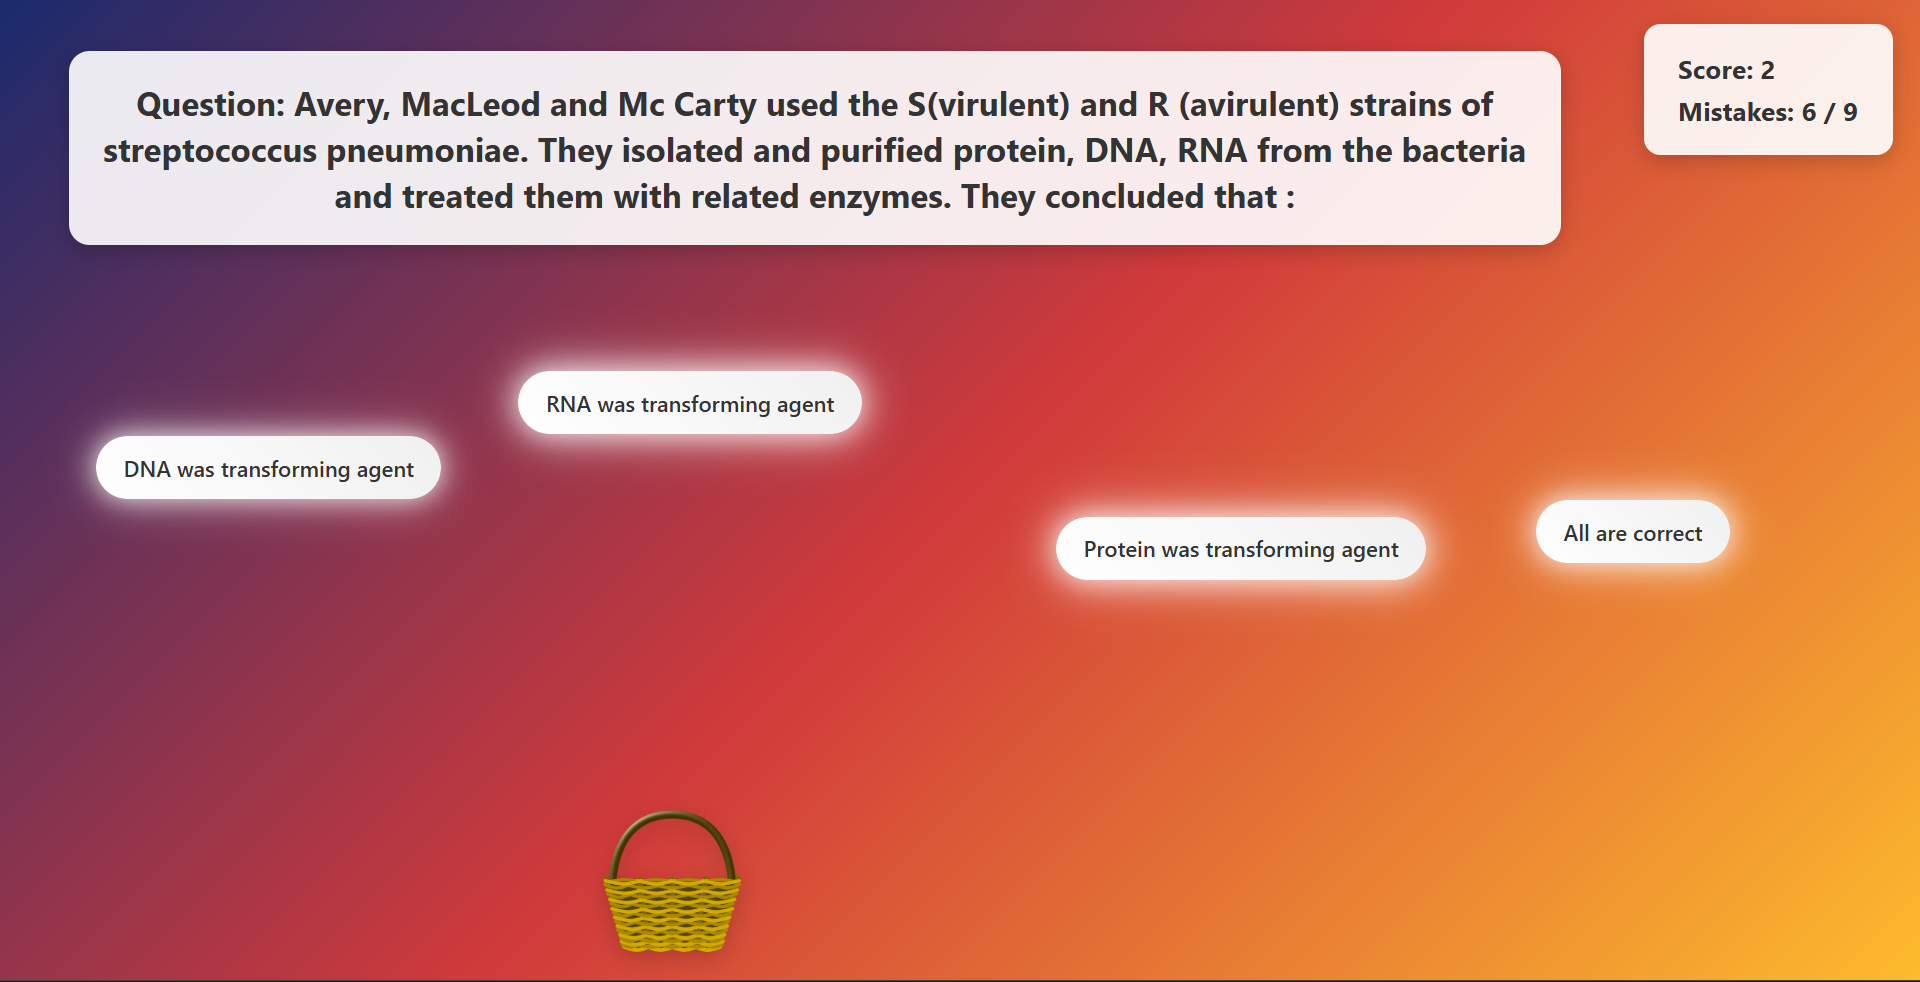 Question: Avery, MacLeod and Mc Carty used the S(virulent) and R (avirulent) strains of
streptococcus pneumoniae. They isolated and purified protein, DNA, RNA from the bacteria
and treated them with related enzymes. They concluded that :
Score: 2
Mistakes: 6 / 9
RNA was transforming agent
DNA was transforming agent
Protein was transforming agent
All are correct